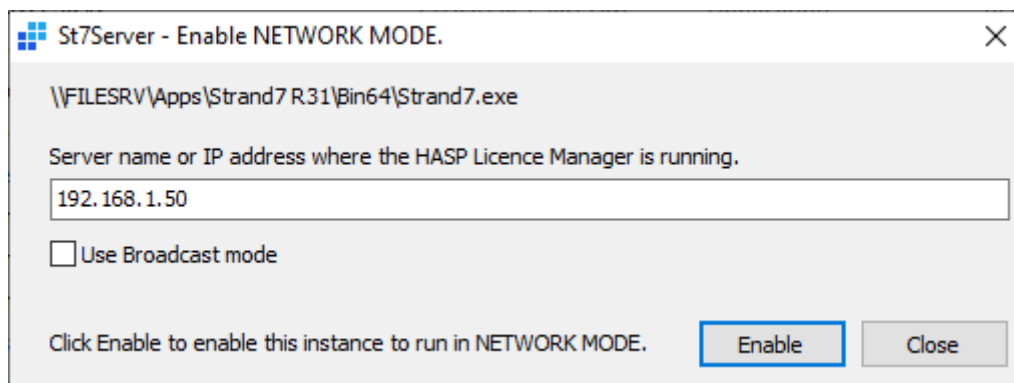 St7Server - Enable NETWORK MODE.
\\FILESRV\Apps\Strand7 R31\Bin64\Strand7.exe
Server name or IP address where the HASP Licence Manager is running.
192.168.1.50
Use Broadcast mode
Click Enable to enable this instance to run in NETWORK MODE.
Enable
Close